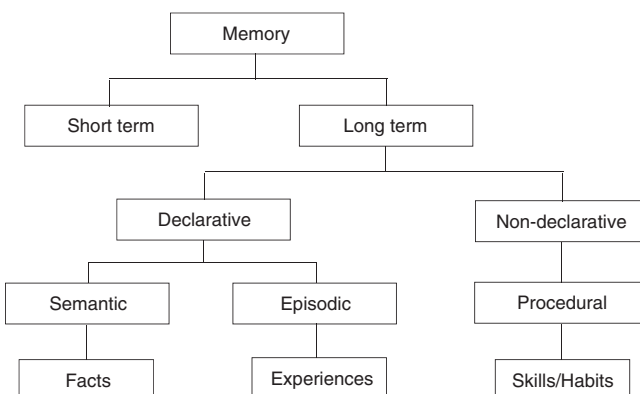 Memory
Short term
Long term
Declarative
Non-declarative
Semantic
Episodic
Procedural
Facts
Experiences
Skills/Habits